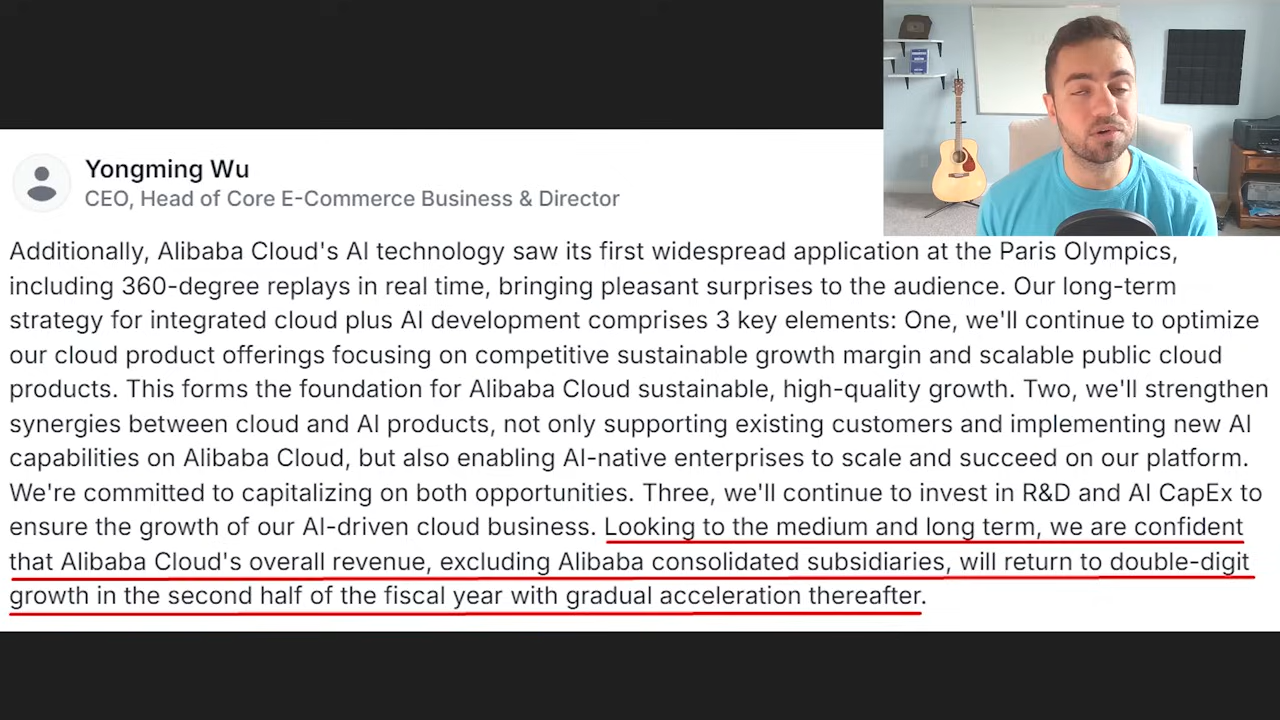 Yongming Wu
CEO, Head of Core E-Commerce Business & Director
Additionally, Alibaba Cloud's AI technology saw its first widespread application at the Paris Olympics,
including 360-degree replays in real time, bringing pleasant surprises to the audience. Our long-term
strategy for integrated cloud plus AI development comprises 3 key elements: One, we'll continue to optimize
our cloud product offerings focusing on competitive sustainable growth margin and scalable public cloud
products. This forms the foundation for Alibaba Cloud sustainable, high-quality growth. Two, we'll strengthen
synergies between cloud and AI products, not only supporting existing customers and implementing new AI
capabilities on Alibaba Cloud, but also enabling AI-native enterprises to scale and succeed on our platform.
We're committed to capitalizing on both opportunities. Three, we'll continue to invest in R&D and AI CapEx to
ensure the growth of our AI-driven cloud business. Looking to the medium and long term, we are confident
that Alibaba Cloud's overall revenue, excluding Alibaba consolidated subsidiaries, will return to double-digit
growth in the second half of the fiscal year with gradual acceleration thereafter.